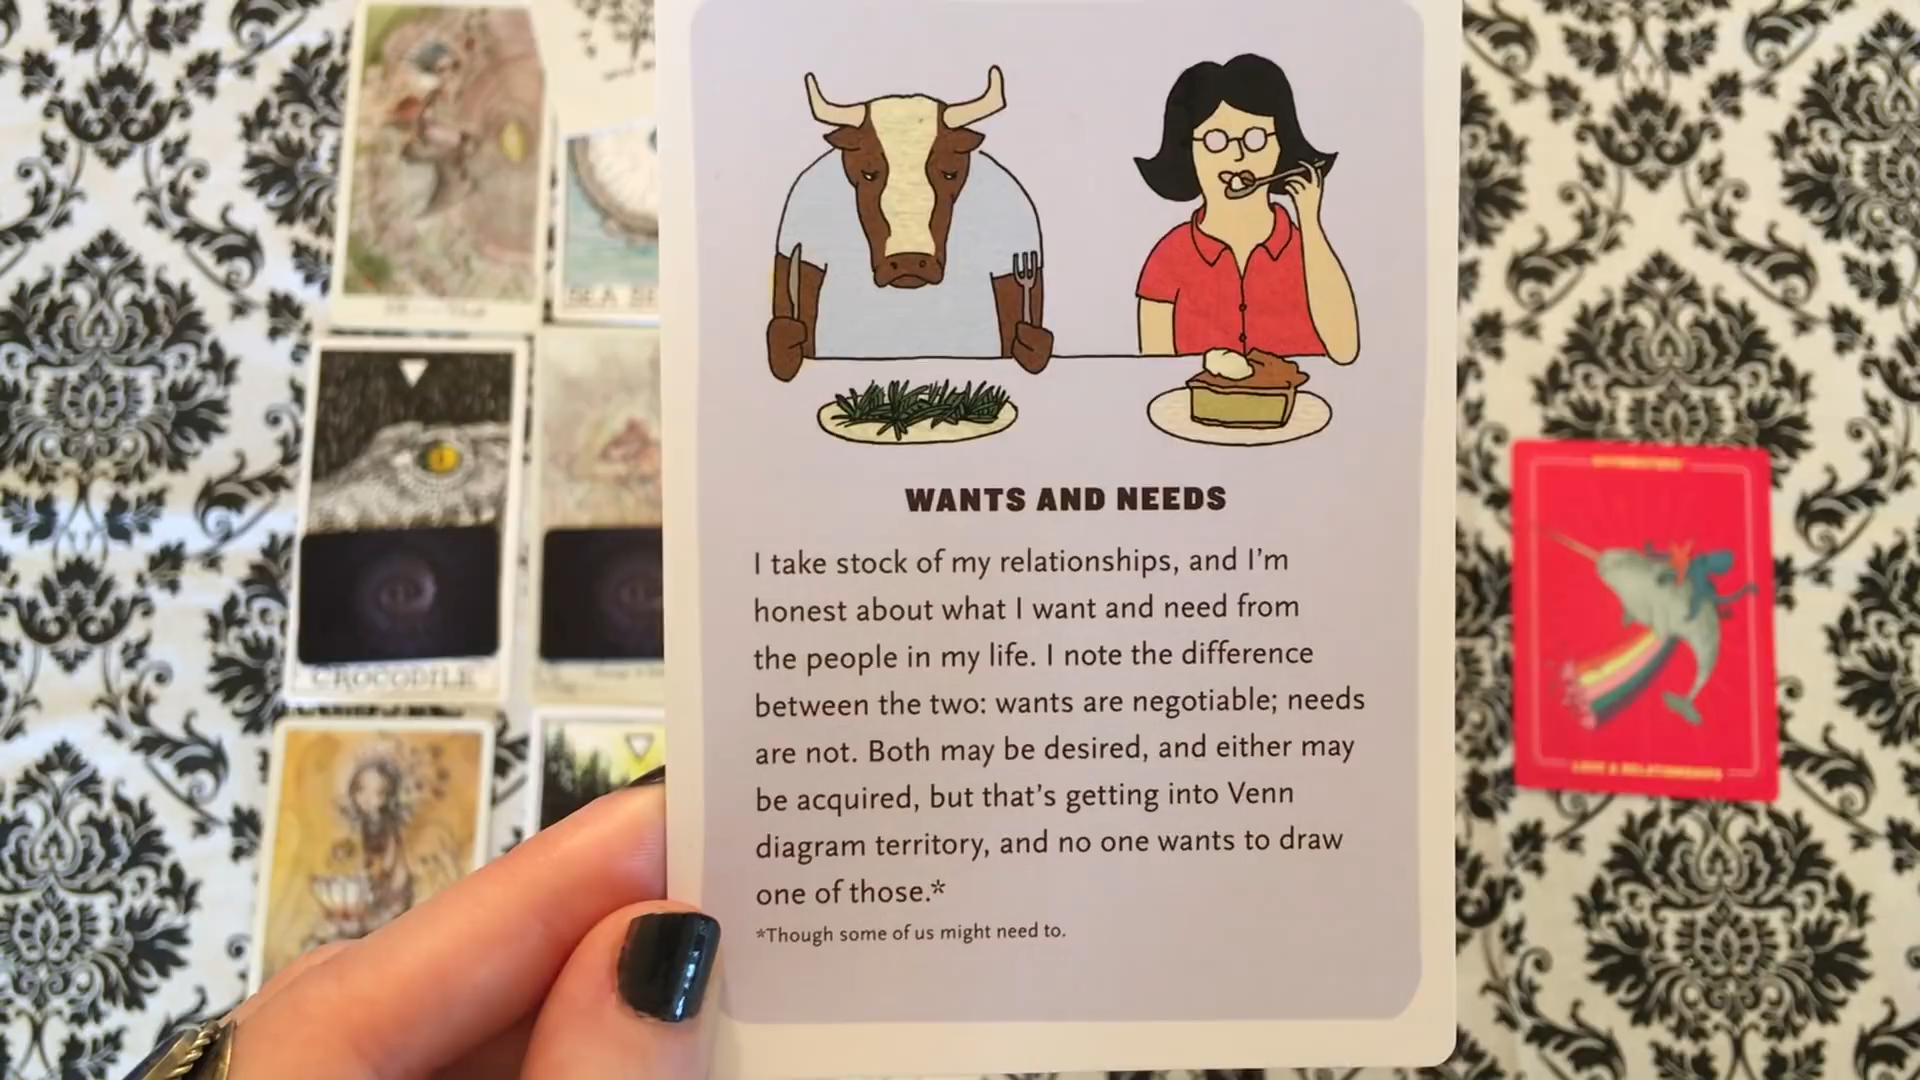 WANTS AND NEEDS
I take stock of my relationships, and I'm
honest about what I want and need from
the people in my life. I note the difference
between the two: wants are negotiable; needs
are not. Both may be desired, and either may
be acquired, but that's getting into Venn
diagram territory, and no one wants to draw
one of those.*
*Though some of us might need to.
SEA
CROCODILE
LOVE & RELATIONSHIPS